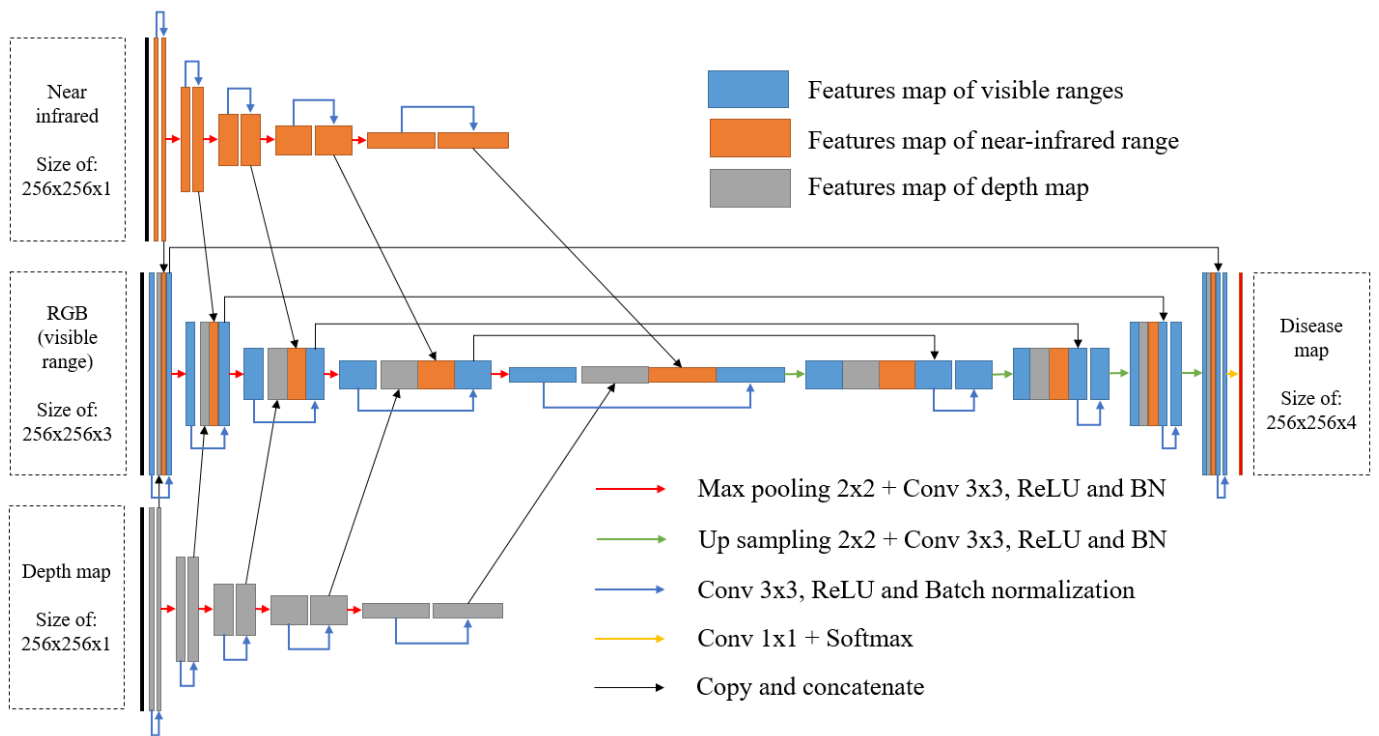 Near
infrared
Size of:
256x256x1
Features map of visible ranges
Features map of near-infrared range
Features map of depth map
RGB
(visible
range)
Size of:
256x256x3
Disease
map
Size of:
256x256x4
Depth map
Size of:
256x256x1
Max pooling 2x2 + Conv 3x3, ReLU and BN
Up sampling 2x2 + Conv 3x3, ReLU and BN
Conv 3x3, ReLU and Batch normalization
Conv 1x1 + Softmax
Copy and concatenate